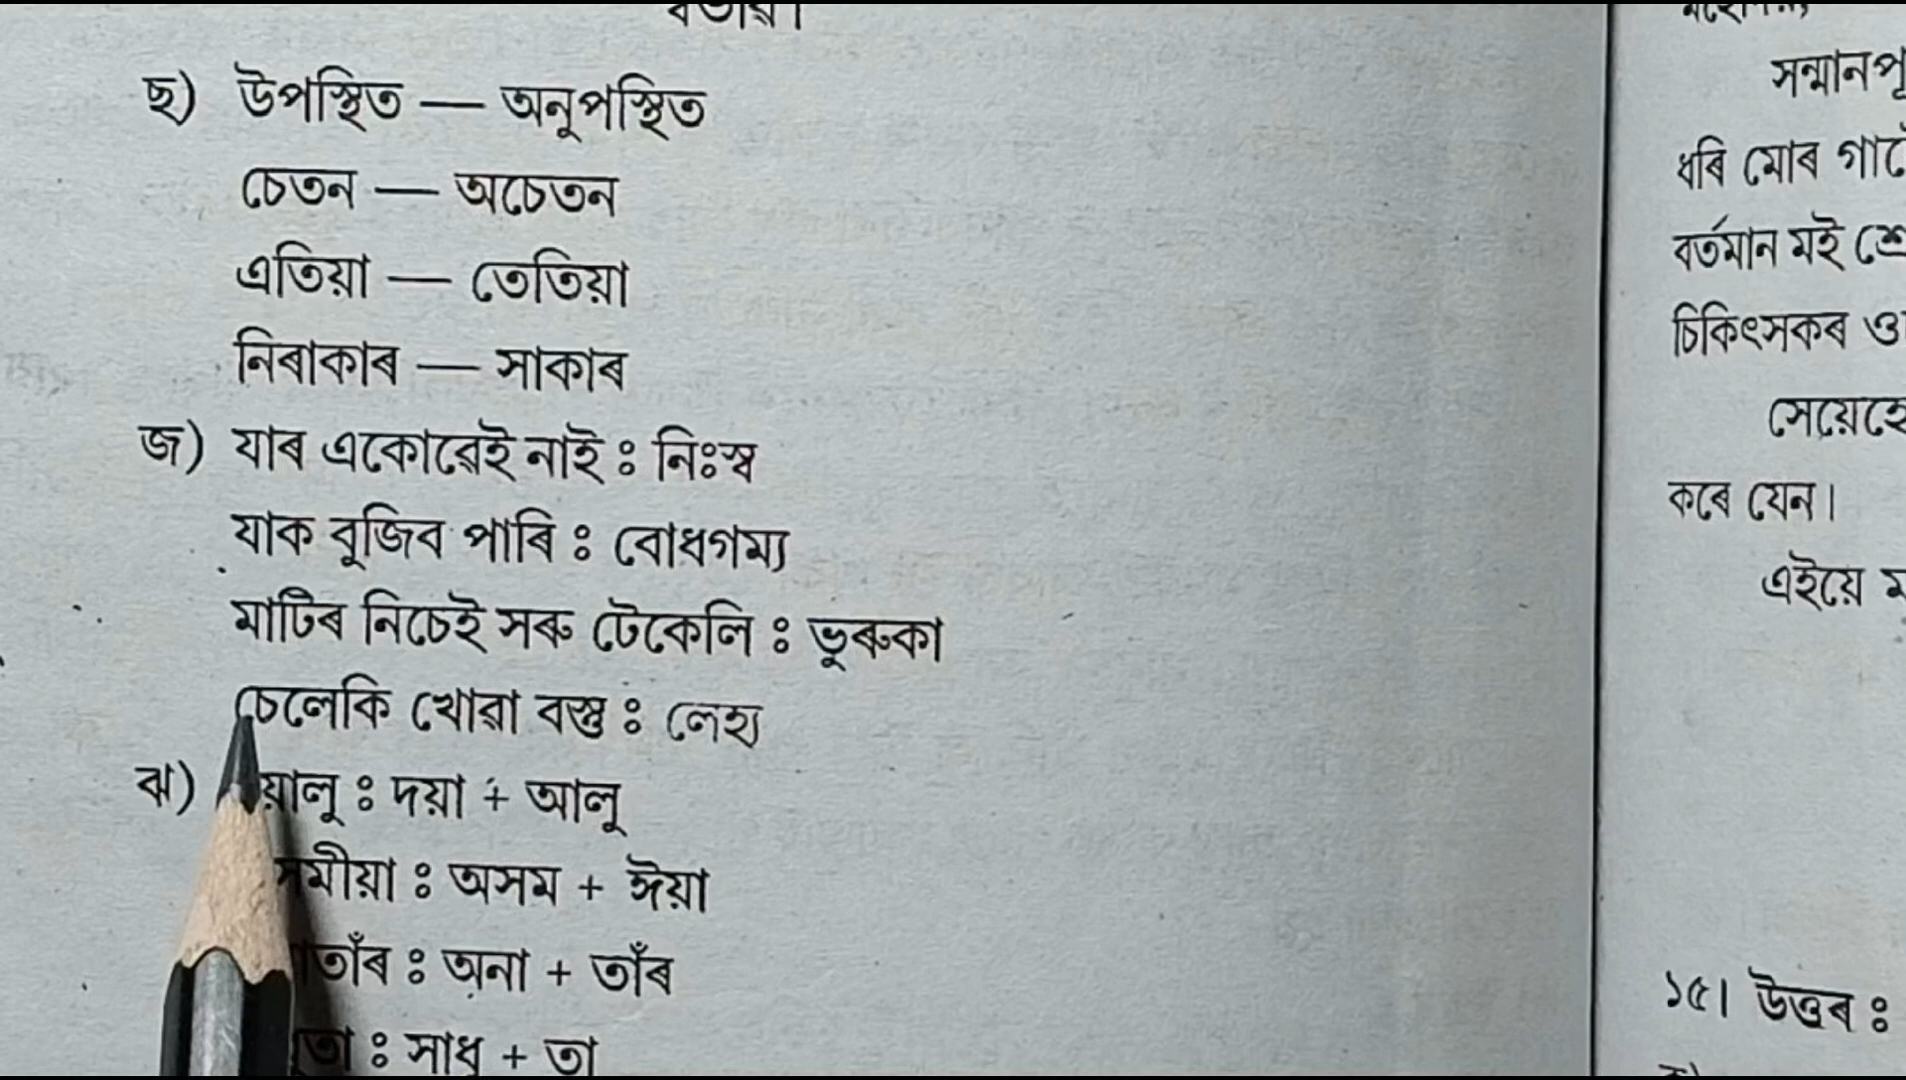 ছ) উপস্থিত — অনুপস্থিত
চেতন — অচেতন
এতিয়া — তেতিয়া
নিৰাকাৰ — সাকাৰ
জ) যাৰ একোৱেই নাই ঃ নিঃস্ব
যাক বুজিব পাৰি ঃ বোধগম্য
মাটিৰ নিচেই সৰু টেকেলি ঃ ভুৰুকা
চেলেকি খোৱা বস্তু ঃ লেহ্য
ঝ) য়ালু ঃ দয়া + আলু
সমীয়া ঃ অসম + ঈয়া
তাঁৰ ঃ অনা + তাঁৰ
তা ঃ সাধু + তা
সন্মানপূ
ধৰি মোৰ
বৰ্তমান মই শ্ৰে
চিকিৎসকৰ
সেয়েহে
কৰে যেন।
এইয়ে
১৫। উত্তৰ ঃ